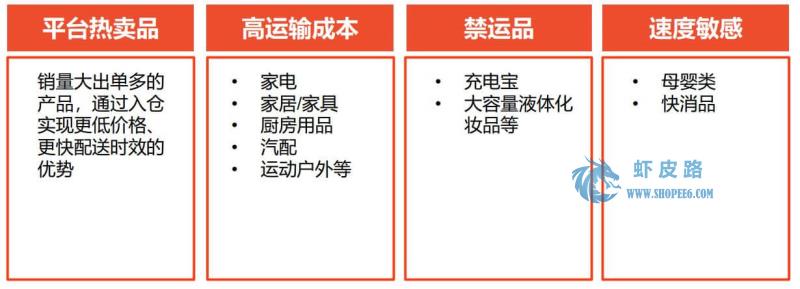 平台热卖品
销量大出单多的
产品，通过入仓
实现更低价格、
更快配送时效的
优势
高运输成本
• 家电
• 家居/家具
• 厨房用品
• 汽配
• 运动户外等
禁运品
• 充电宝
• 大容量液体化
妆品等
速度敏感
• 母婴类
• 快消品
虾皮路
WWW.SHOPEE6.COM